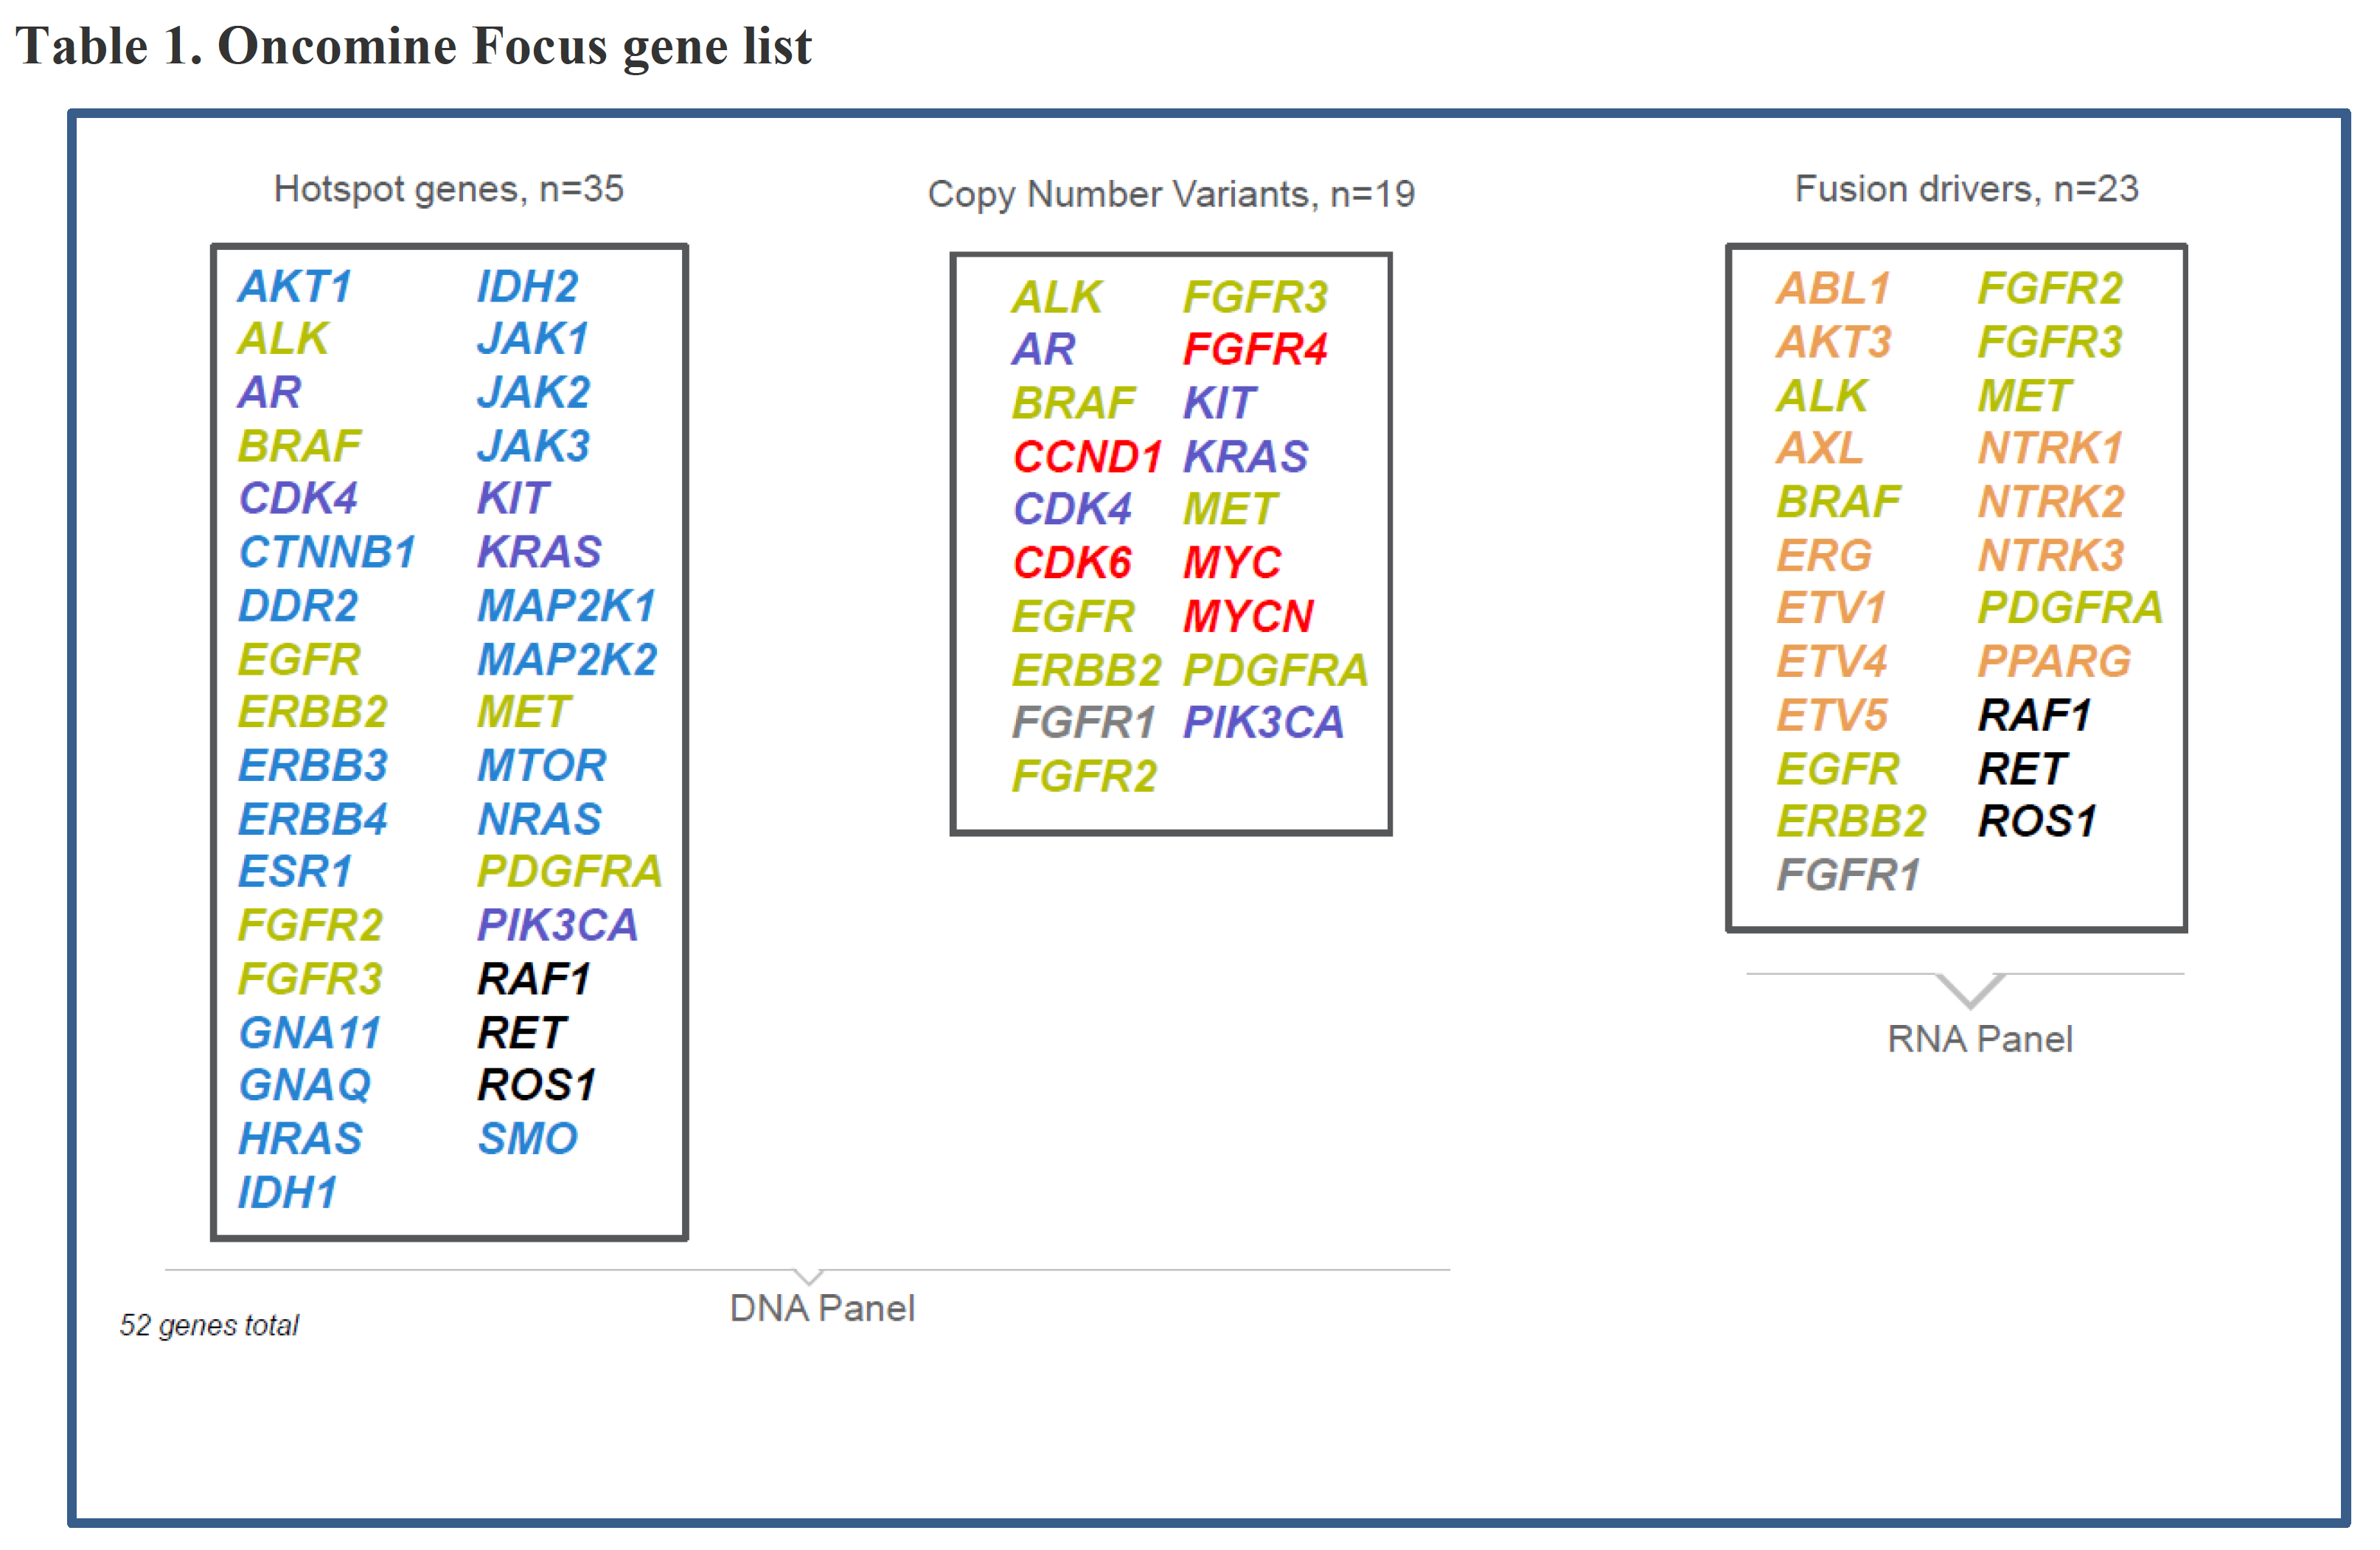 Table 1. Oncomine Focus gene list
Hotspot genes, n=35
AKT1 IDH2
ALK JAK1
AR JAK2
BRAF JAK3
CDK4 KIT
CTNNB1 KRAS
DDR2 MAP2K1
EGFR MAP2K2
ERBB2 MET
ERBB3 MTOR
ERBB4 NRAS
ESR1 PDGFRA
FGFR2 PIK3CA
FGFR3 RAF1
GNA11 RET
GNAQ ROS1
HRAS SMO
IDH1
Copy Number Variants, n=19
ALK FGFR3
AR FGFR4
BRAF KIT
CCND1 KRAS
CDK4 MET
CDK6 MYC
EGFR MYCN
ERBB2 PDGFRA
FGFR1 PIK3CA
FGFR2
DNA Panel
Fusion drivers, n=23
ABL1 FGFR2
AKT3 FGFR3
ALK MET
AXL NTRK1
BRAF NTRK2
ERG NTRK3
ETV1 PDGFRA
ETV4 PPARG
ETV5 RAF1
EGFR RET
ERBB2 ROS1
FGFR1
RNA Panel
52 genes total